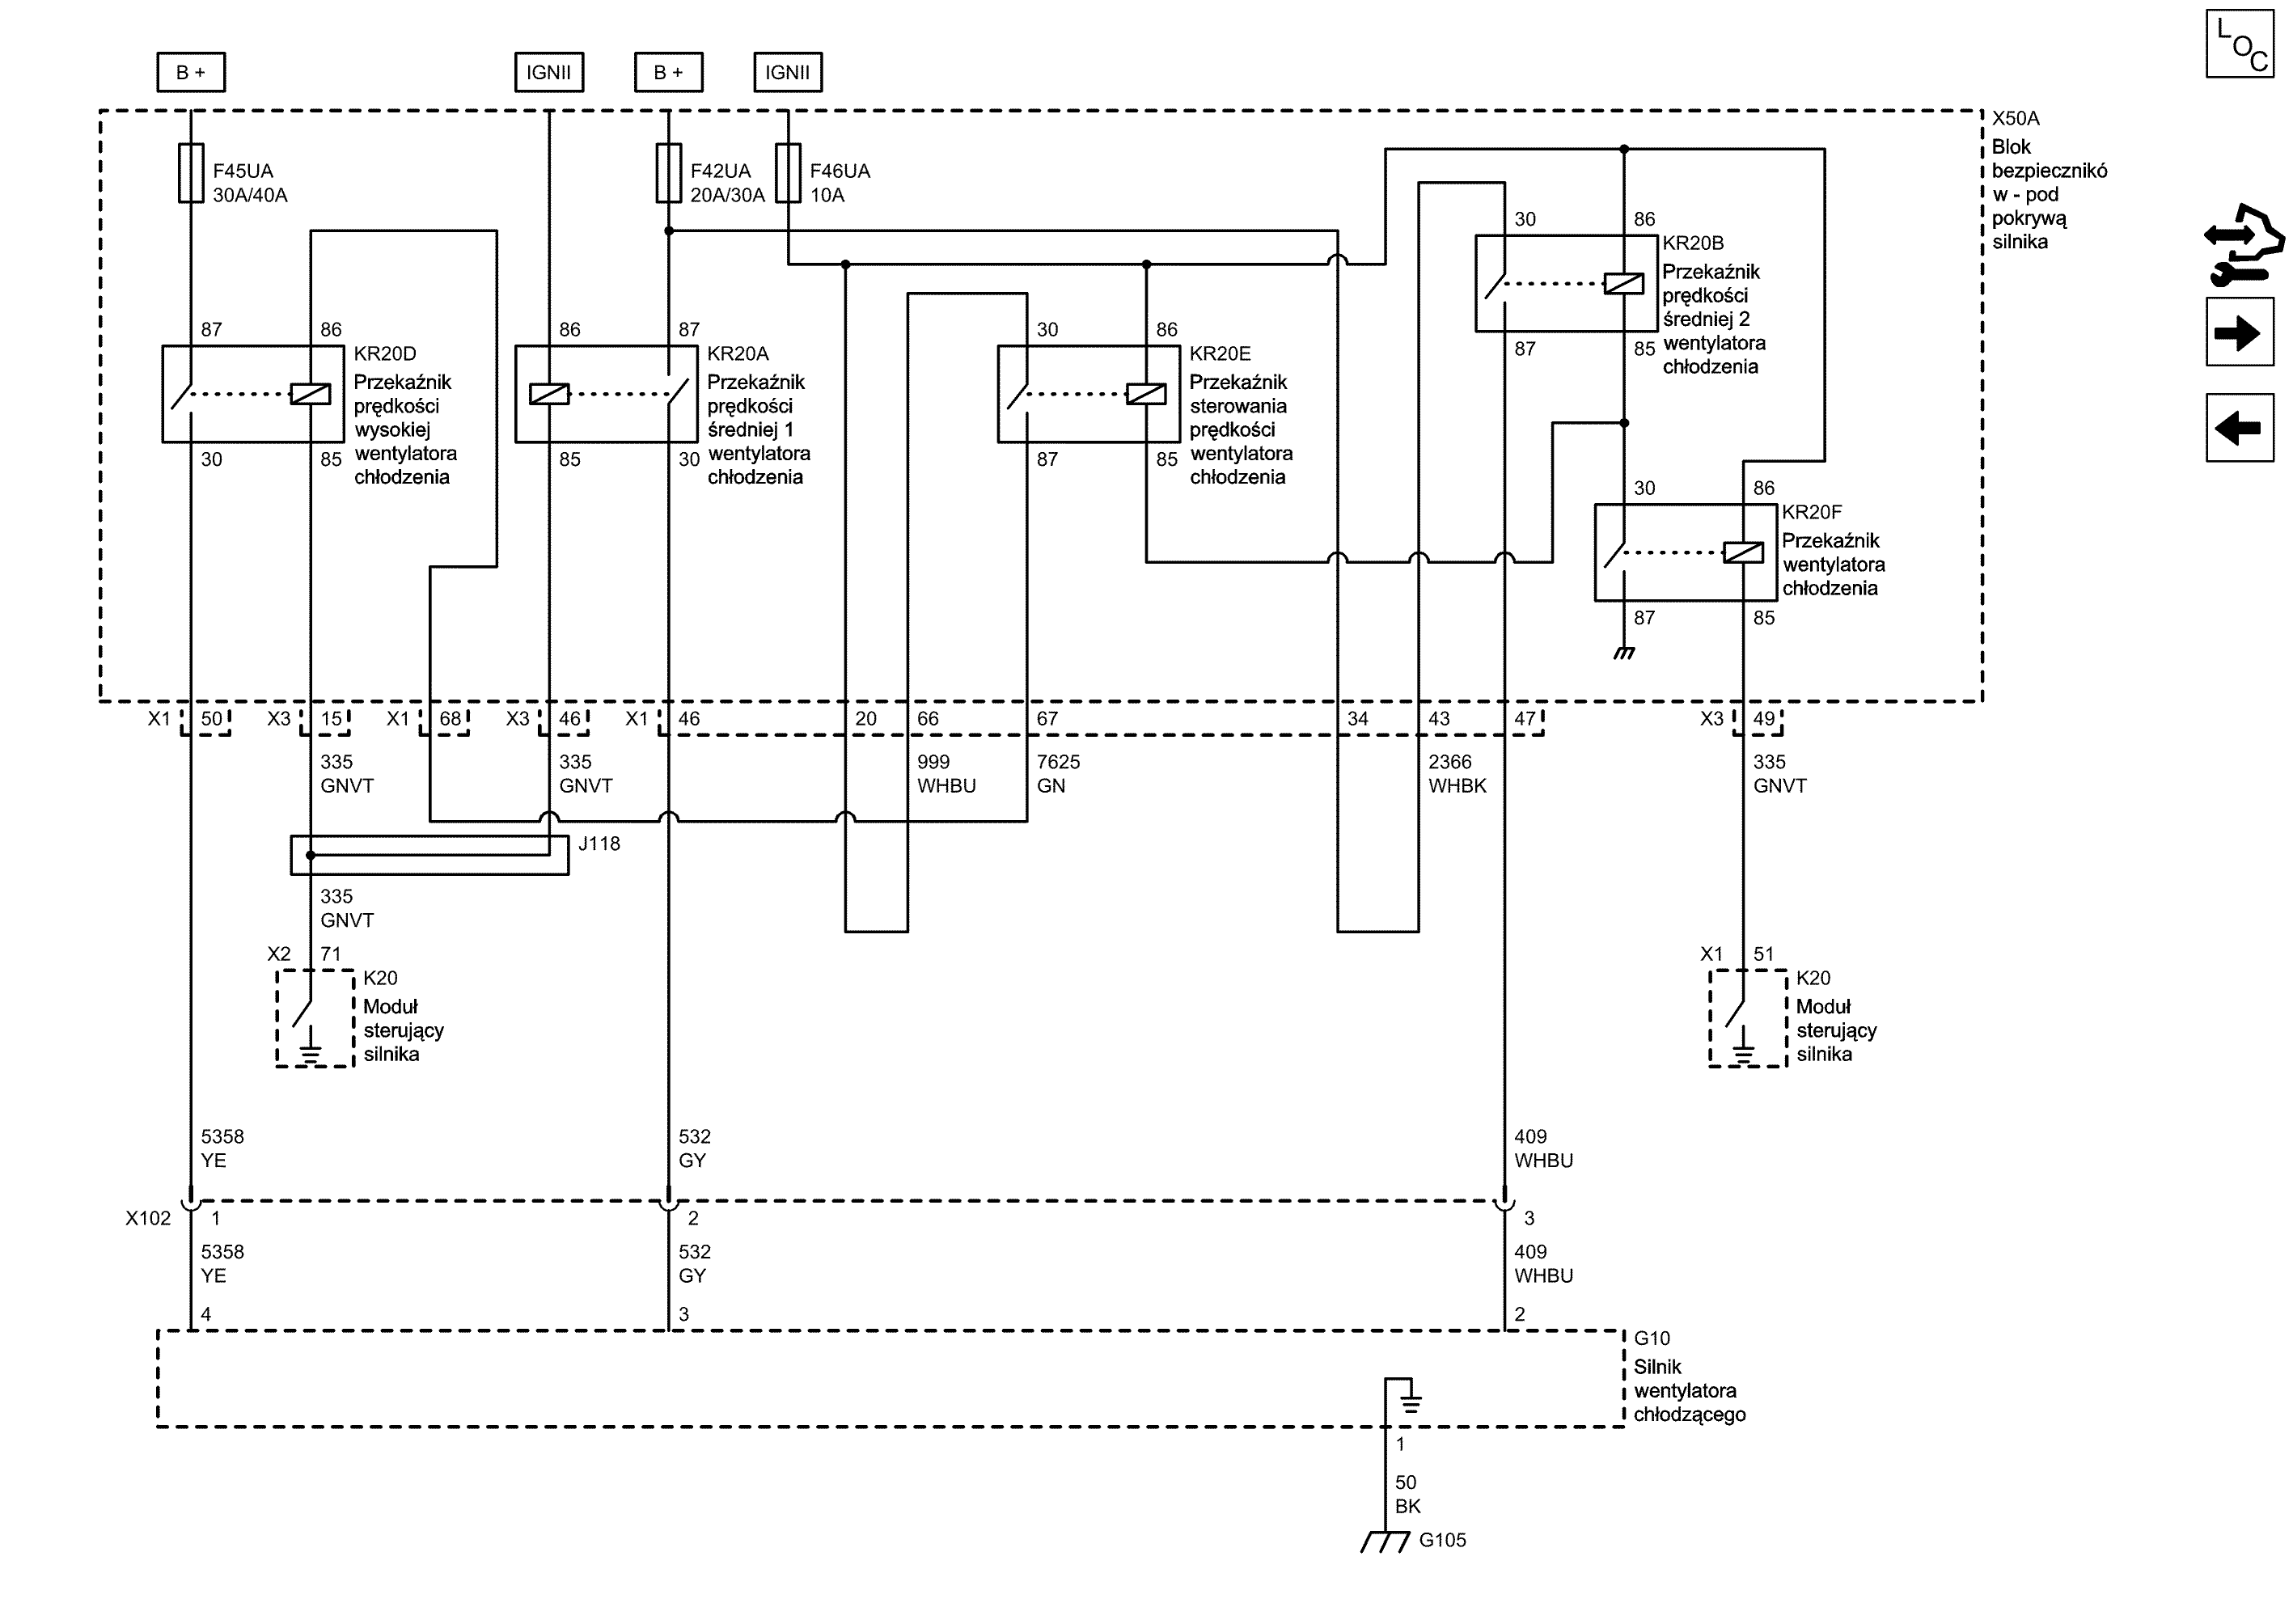 B +
IGNII
B +
IGNII
LOC
X50A
Blok
bezpiecznikó
w - pod
pokrywą
silnika
F45UA
30A/40A
F42UA
20A/30A
F46UA
10A
30
86
KR20B
Przekaźnik
prędkości
średniej 2
wentylatora
chłodzenia
87
85
87
86
KR20D
Przekaźnik
prędkości
wysokiej
wentylatora
chłodzenia
30
85
86
87
KR20A
Przekaźnik
prędkości
średniej 1
wentylatora
chłodzenia
85
30
30
86
KR20E
Przekaźnik
sterowania
prędkości
wentylatora
chłodzenia
87
85
30
86
KR20F
Przekaźnik
wentylatora
chłodzenia
87
85
X1 50
X3 15
X1 68
X3 46
X1 46
20
66
67
34
43
47
X3 49
335
GNVT
335
GNVT
999
WHBU
7625
GN
2366
WHBK
335
GNVT
J118
335
GNVT
X2 71
K20
Moduł
sterujący
silnika
X1 51
K20
Moduł
sterujący
silnika
5358
YE
532
GY
409
WHBU
X102 1
2
3
5358
YE
532
GY
409
WHBU
4
3
2
G10
Silnik
wentylatora
chłodzącego
1
50
BK
G105